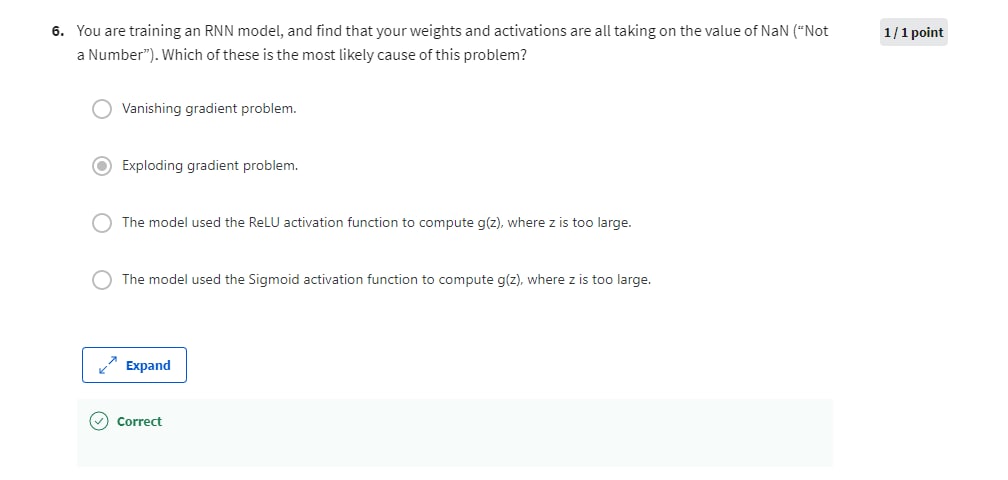 6. You are training an RNN model, and find that your weights and activations are all taking on the value of NaN (“Not
a Number”). Which of these is the most likely cause of this problem?
1 / 1 point
Vanishing gradient problem.
Exploding gradient problem.
The model used the ReLU activation function to compute g(z), where z is too large.
The model used the Sigmoid activation function to compute g(z), where z is too large.
Expand
Correct